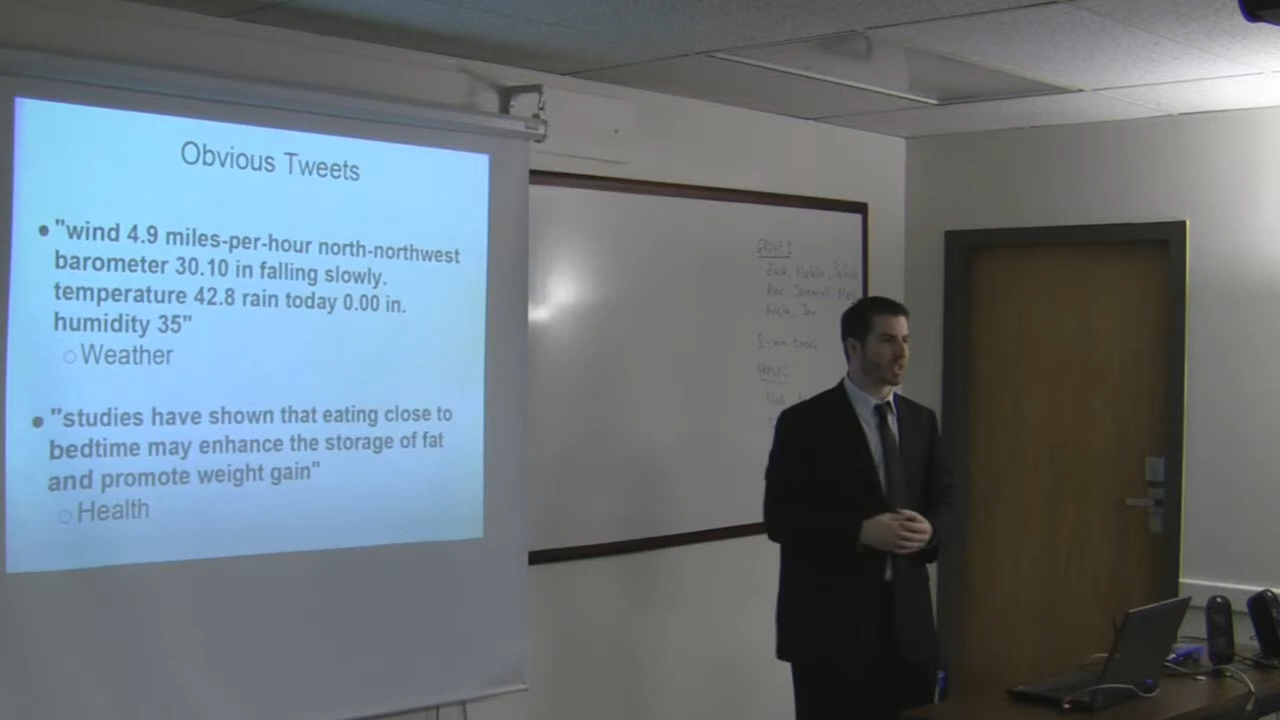 Obvious Tweets
• "wind 4.9 miles-per-hour north-northwest
barometer 30.10 in falling slowly.
temperature 42.8 rain today 0.00 in.
humidity 35"
○ Weather
• "studies have shown that eating close to
bedtime may enhance the storage of fat
and promote weight gain"
○ Health
GROUP
Zack,